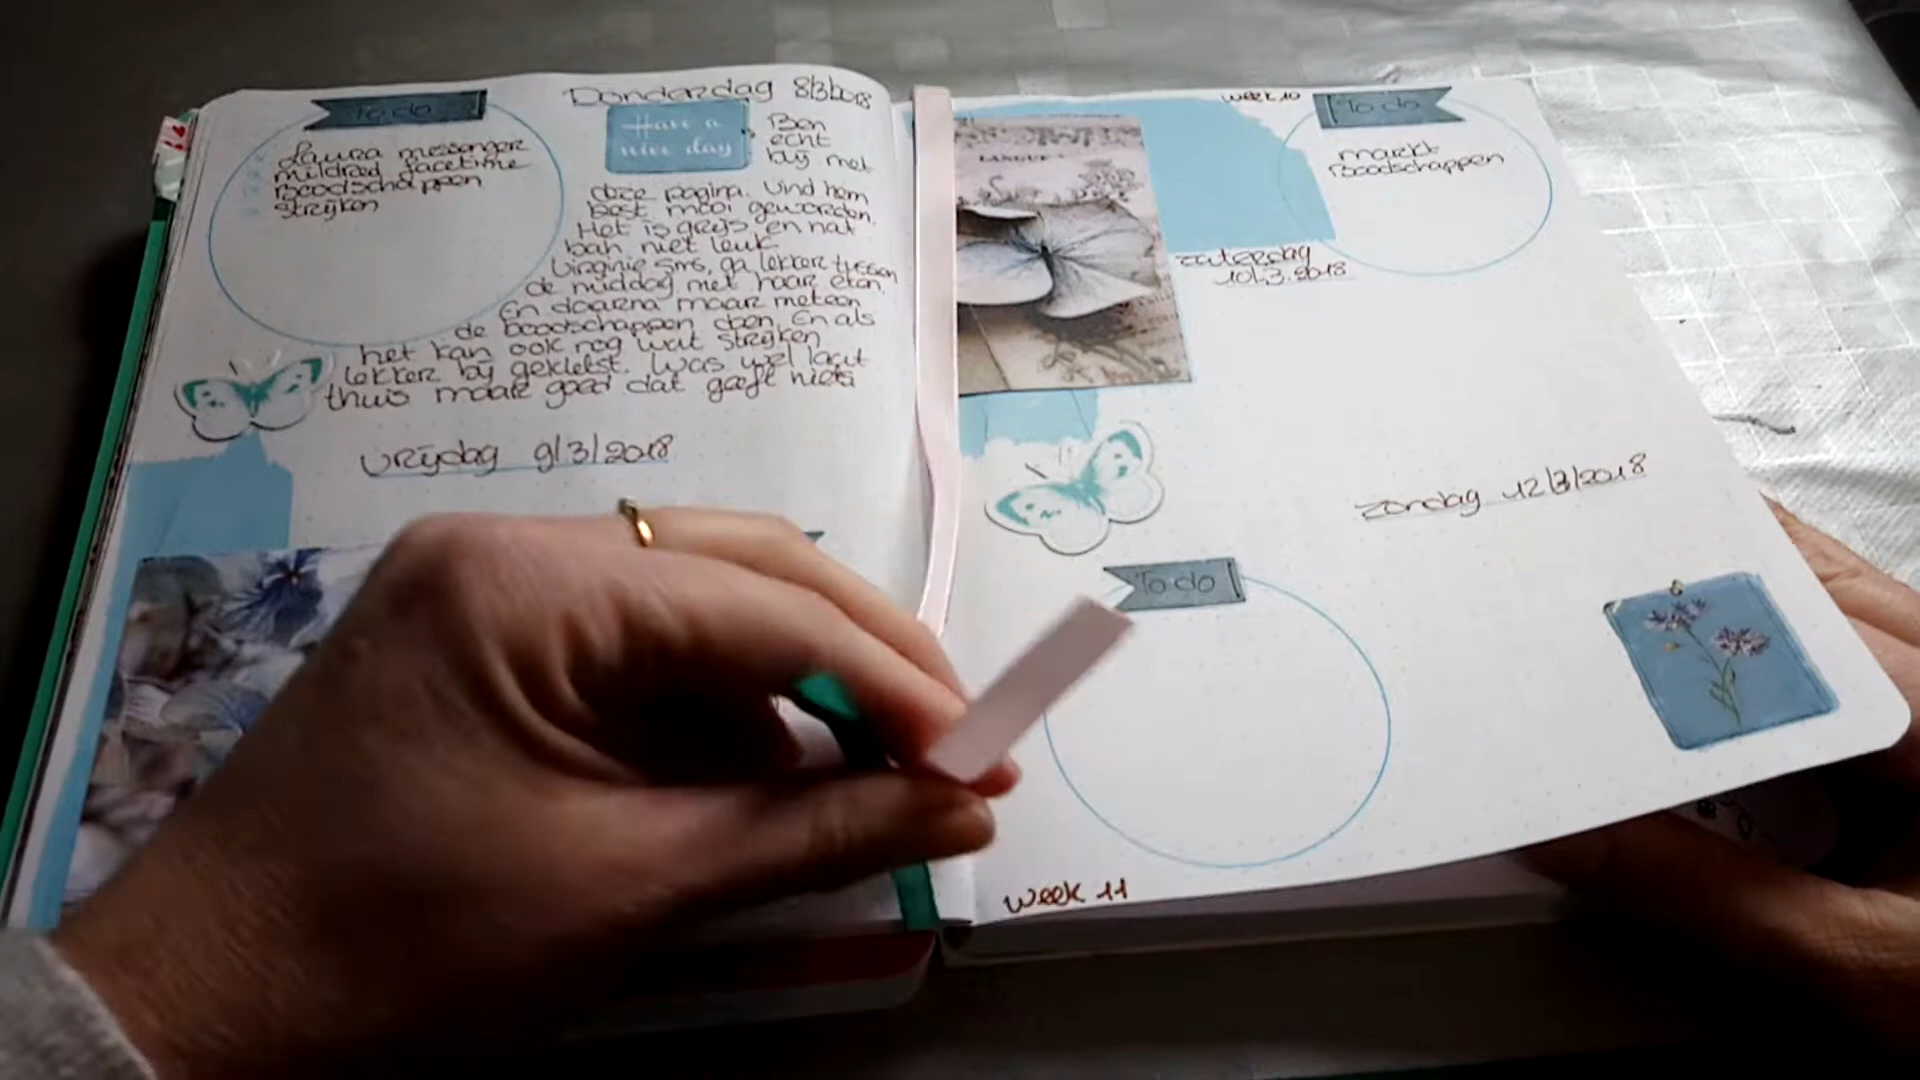 To do
Laura messenger
mildred facetime
Boodschappen
Strijken
Donderdag 8/3/2018
Have a
nice day
Ben
echt
bij met
deze pagina. Vind hem
best mooi geworden.
Het is grijs en nat
bah niet leuk
Virginie sms, ga lekker tussen
de middag met haar eten
En daarna maar meteen
de boodschappen doen. En als
het kan ook nog wat strijken
lekker bij gekletst. Was wel laat
thuis maar goed dat geeft niets
Vrijdag 9/3/2018
week 10
To do
markt
Boodschappen
LANGUE
zaterdag
10/.3.2018
zondag 12/3/2018
To do
week 11